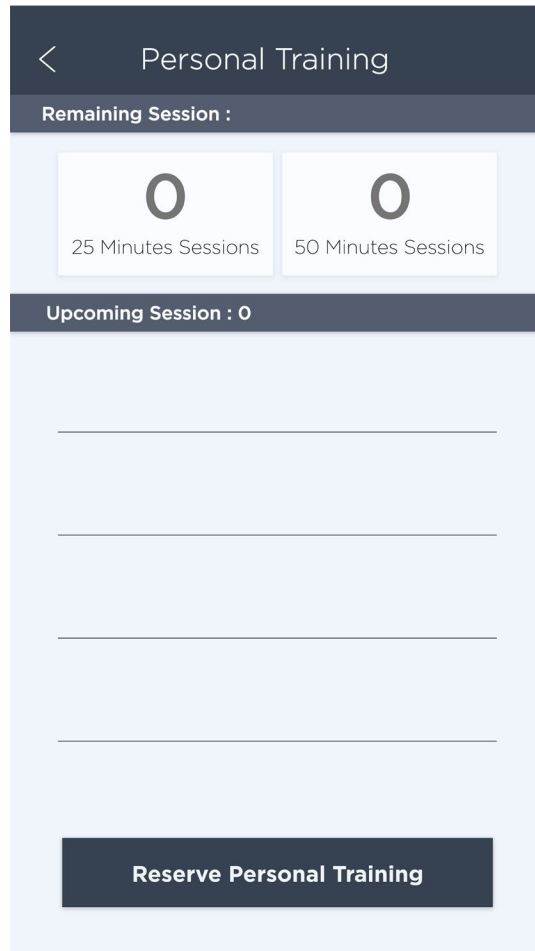 Personal Training
Remaining Session :
0 0
25 Minutes Sessions 50 Minutes Sessions
Upcoming Session : 0
Reserve Personal Training